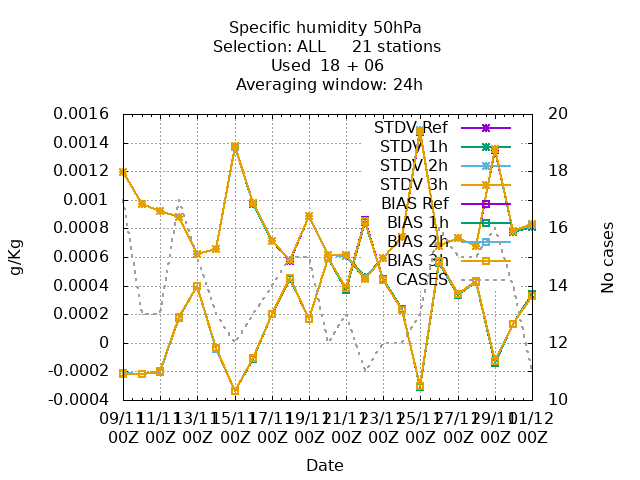 Specific humidity 50hPa
Selection: ALL 21 stations
Used 18 + 06
Averaging window: 24h
g/Kg
No cases
0.0016
0.0014
0.0012
0.001
0.0008
0.0006
0.0004
0.0002
0
-0.0002
-0.0004
20
18
16
14
12
10
STDV Ref
STDV 1h
STDV 2h
STDV 3h
BIAS Ref
BIAS 1h
BIAS 2h
BIAS 3h
CASES
09/11 11/11 13/11 15/11 17/11 19/11 21/11 23/11 25/11 27/11 29/11 01/12
00Z 00Z 00Z 00Z 00Z 00Z 00Z 00Z 00Z 00Z 00Z 00Z
Date